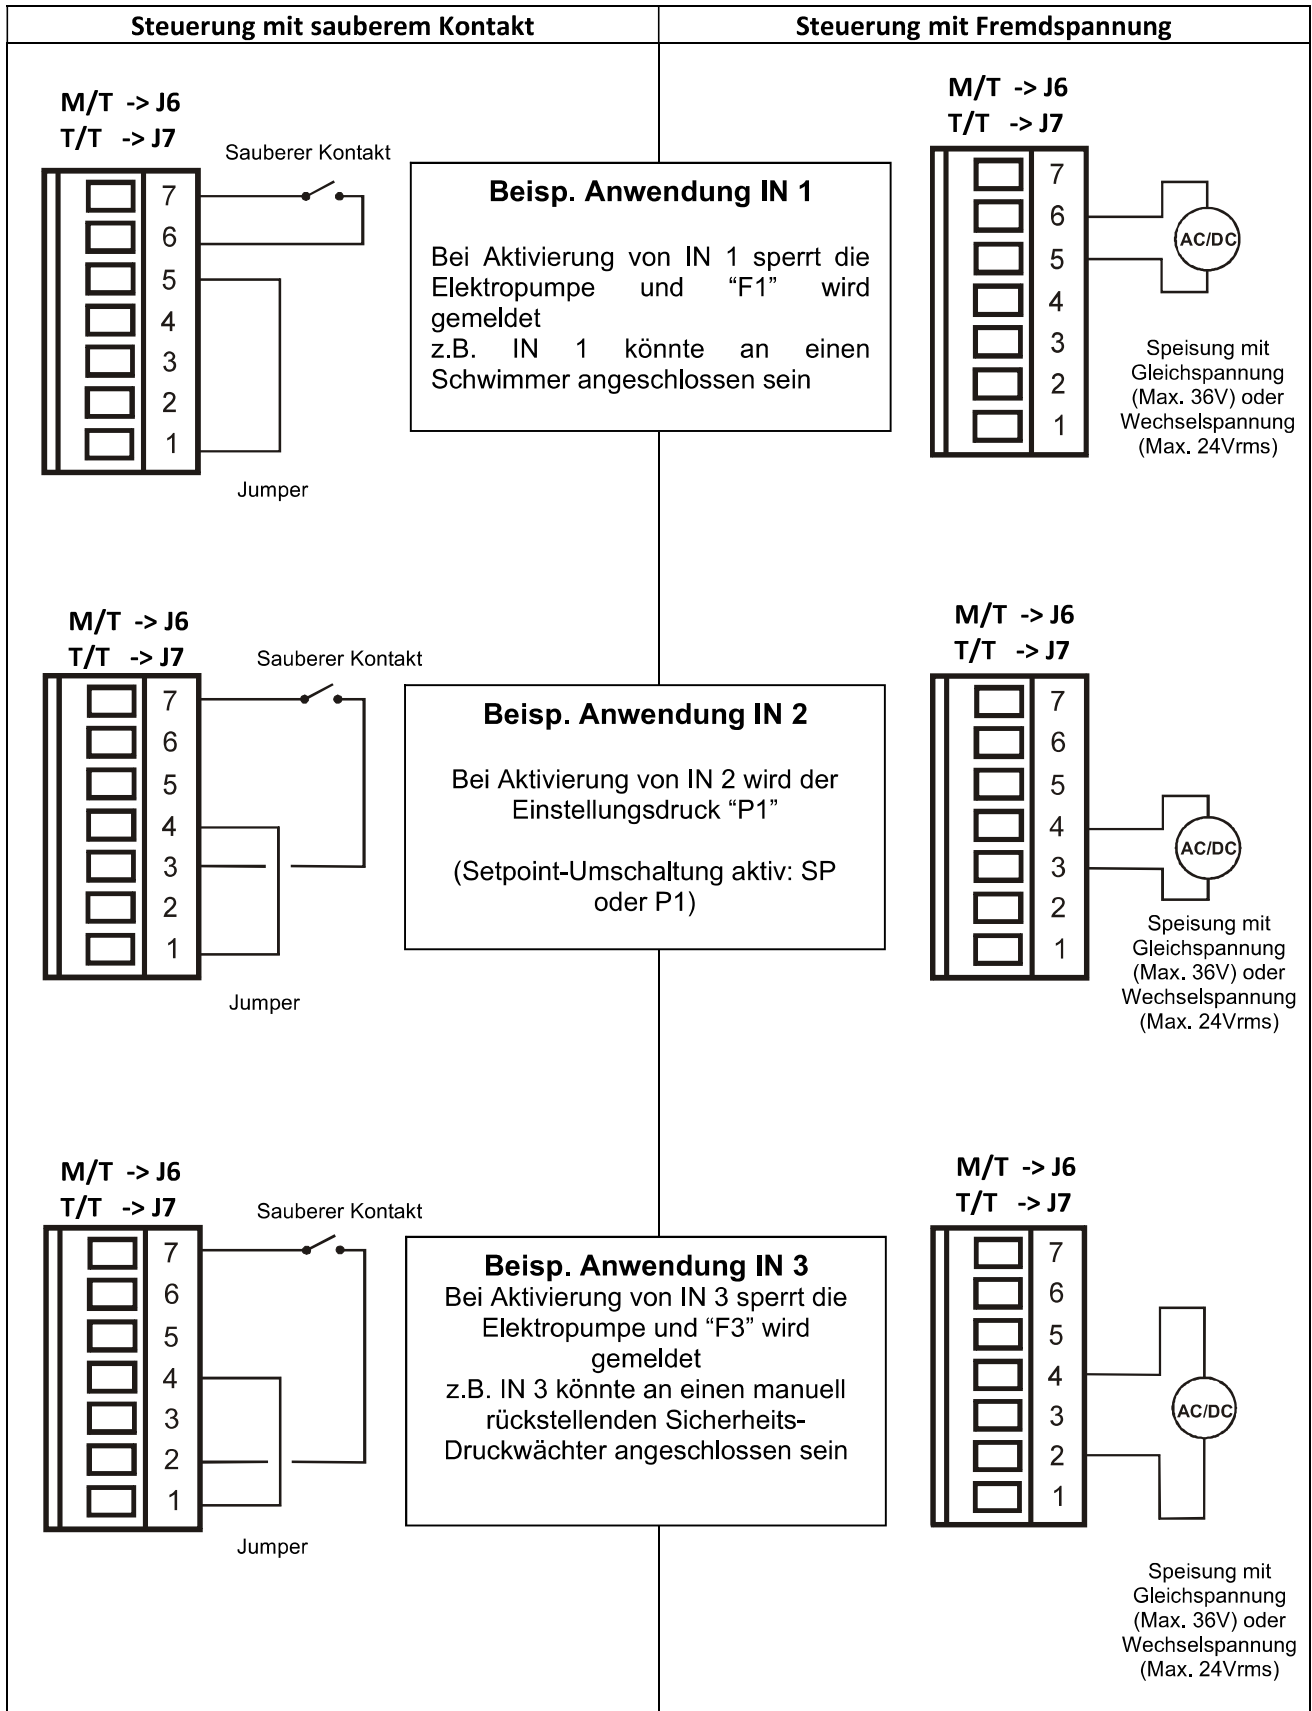 Steuerung mit sauberem Kontakt
Steuerung mit Fremdspannung
M/T -> J6
T/T -> J7
Sauberer Kontakt
7
6
5
4
3
2
1
Jumper
Beisp. Anwendung IN 1
Bei Aktivierung von IN 1 sperrt die
Elektropumpe und “F1” wird
gemeldet
z.B. IN 1 könnte an einen
Schwimmer angeschlossen sein
M/T -> J6
T/T -> J7
7
6
5
4
3
2
1
AC/DC
Speisung mit
Gleichspannung
(Max. 36V) oder
Wechselspannung
(Max. 24Vrms)
M/T -> J6
T/T -> J7
Sauberer Kontakt
7
6
5
4
3
2
1
Jumper
Beisp. Anwendung IN 2
Bei Aktivierung von IN 2 wird der
Einstellungsdruck “P1”
(Setpoint-Umschaltung aktiv: SP
oder P1)
M/T -> J6
T/T -> J7
7
6
5
4
3
2
1
AC/DC
Speisung mit
Gleichspannung
(Max. 36V) oder
Wechselspannung
(Max. 24Vrms)
M/T -> J6
T/T -> J7
Sauberer Kontakt
7
6
5
4
3
2
1
Jumper
Beisp. Anwendung IN 3
Bei Aktivierung von IN 3 sperrt die
Elektropumpe und “F3” wird
gemeldet
z.B. IN 3 könnte an einen manuell
rückstellenden Sicherheits-
Druckwächter angeschlossen sein
M/T -> J6
T/T -> J7
7
6
5
4
3
2
1
AC/DC
Speisung mit
Gleichspannung
(Max. 36V) oder
Wechselspannung
(Max. 24Vrms)